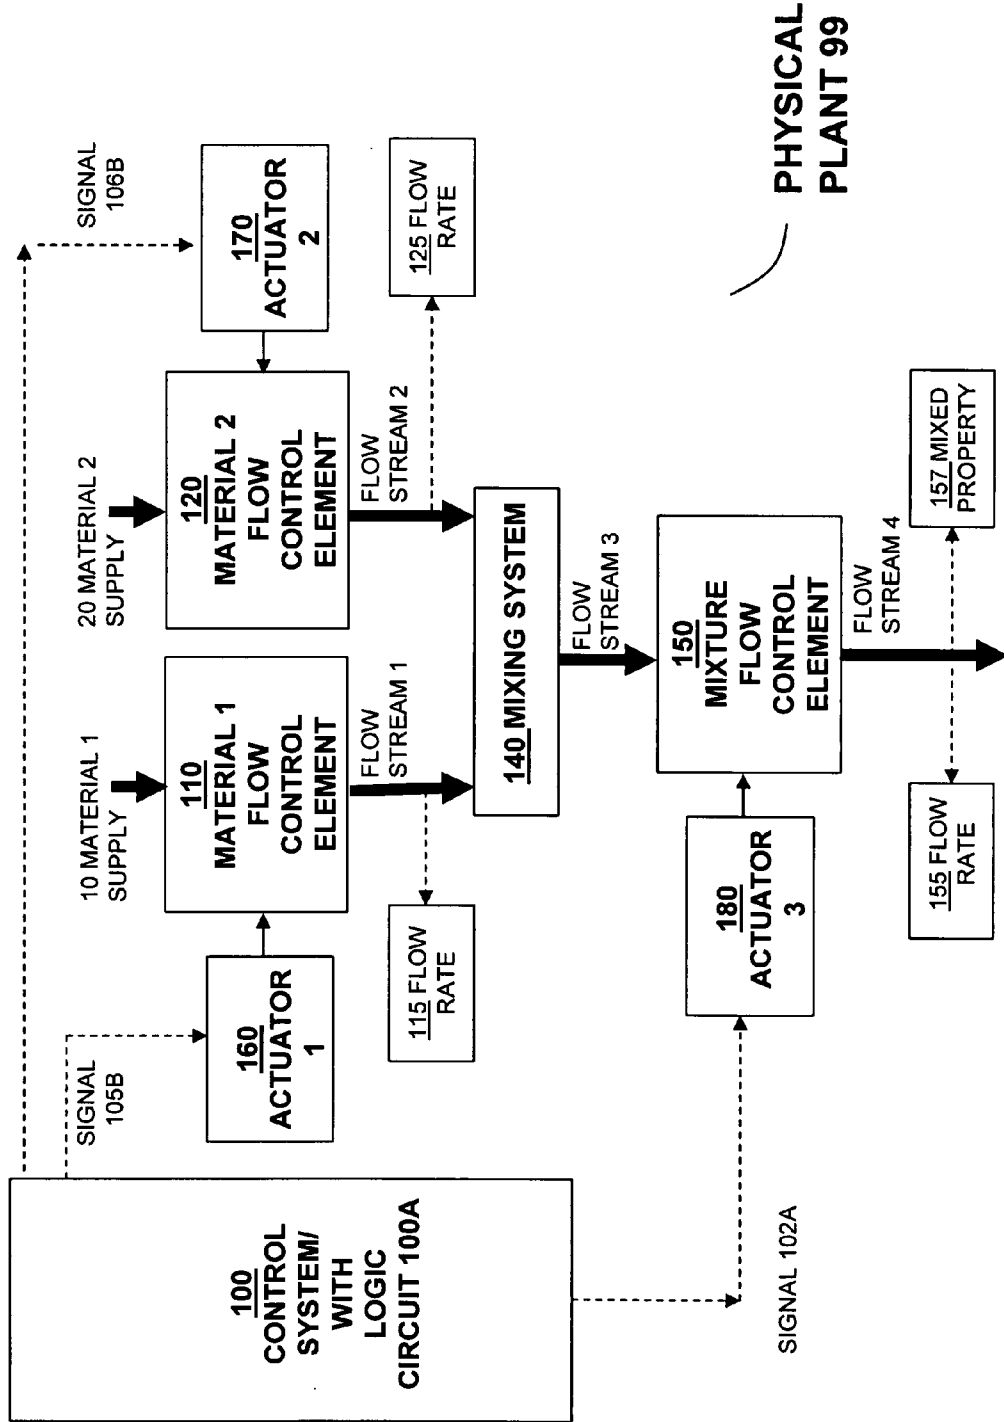 100 CONTROL
SYSTEM/
WITH
LOGIC
CIRCUIT 100A
SIGNAL
105B
SIGNAL
106B
10 MATERIAL 1
SUPPLY
20 MATERIAL 2
SUPPLY
160
ACTUATOR
1
110
MATERIAL 1
FLOW
CONTROL
ELEMENT
120
MATERIAL 2
FLOW
CONTROL
ELEMENT
170
ACTUATOR
2
115 FLOW
RATE
FLOW
STREAM 1
FLOW
STREAM 2
125 FLOW
RATE
140 MIXING SYSTEM
FLOW
STREAM 3
SIGNAL 102A
180
ACTUATOR
3
150
MIXTURE
FLOW
CONTROL
ELEMENT
PHYSICAL
PLANT 99
FLOW
STREAM 4
155 FLOW
RATE
157 MIXED
PROPERTY